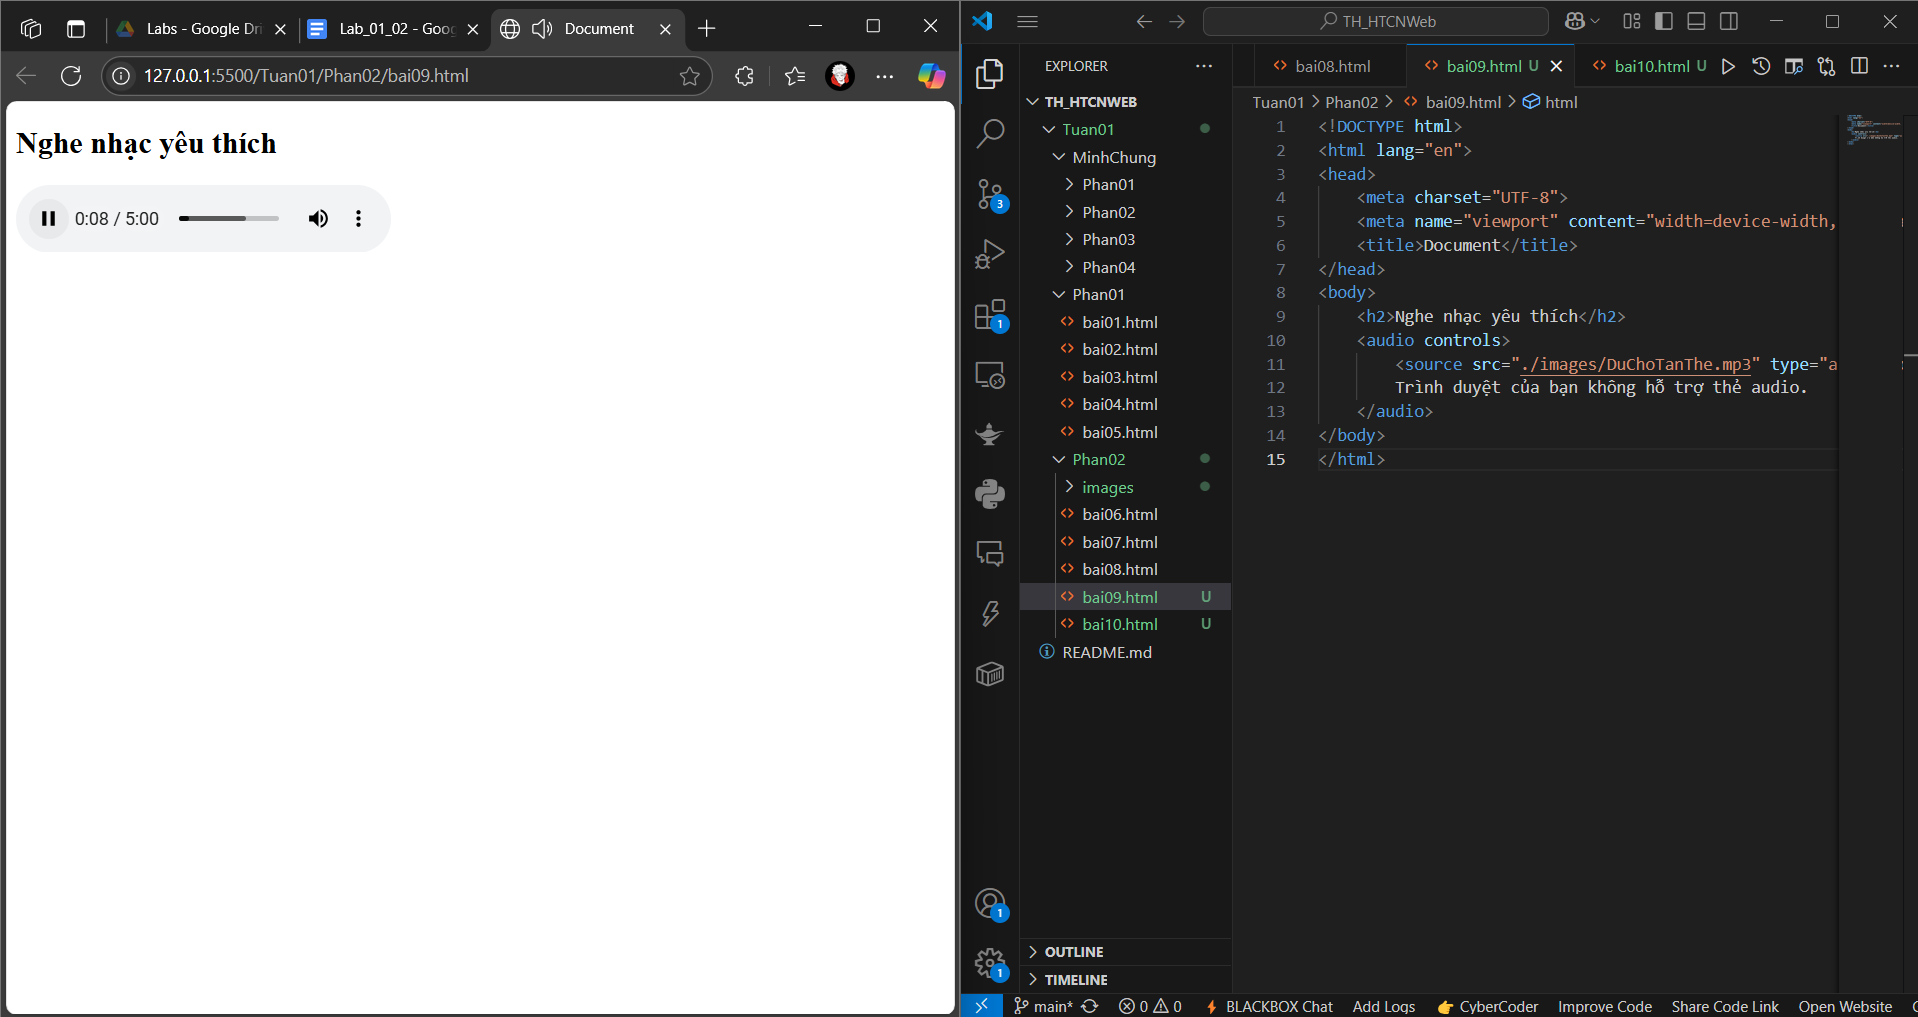 Labs - Google Dri
Lab_01_02 - Goog
Document
127.0.0.1:5500/Tuan01/Phan02/bai09.html
Nghe nhạc yêu thích
0:08 / 5:00
TH_HTCNWeb
EXPLORER
TH_HTCNWEB
Tuan01
MinhChung
Phan01
Phan02
Phan03
Phan04
Phan01
bai01.html
bai02.html
bai03.html
bai04.html
bai05.html
Phan02
images
bai06.html
bai07.html
bai08.html
bai09.html U
bai10.html U
README.md
OUTLINE
TIMELINE
3
1
1
1
bai08.html
bai09.html U
bai10.html U
Tuan01 > Phan02 > bai09.html > html
1 <!DOCTYPE html>
2 <html lang="en">
3 <head>
4 <meta charset="UTF-8">
5 <meta name="viewport" content="width=device-width,
6 <title>Document</title>
7 </head>
8 <body>
9 <h2>Nghe nhạc yêu thích</h2>
10 <audio controls>
11 <source src="./images/DuChoTanThe.mp3" type="a
12 Trình duyệt của bạn không hỗ trợ thẻ audio.
13 </audio>
14 </body>
15 </html>
main* 0 0 BLACKBOX Chat Add Logs CyberCoder Improve Code Share Code Link Open Website